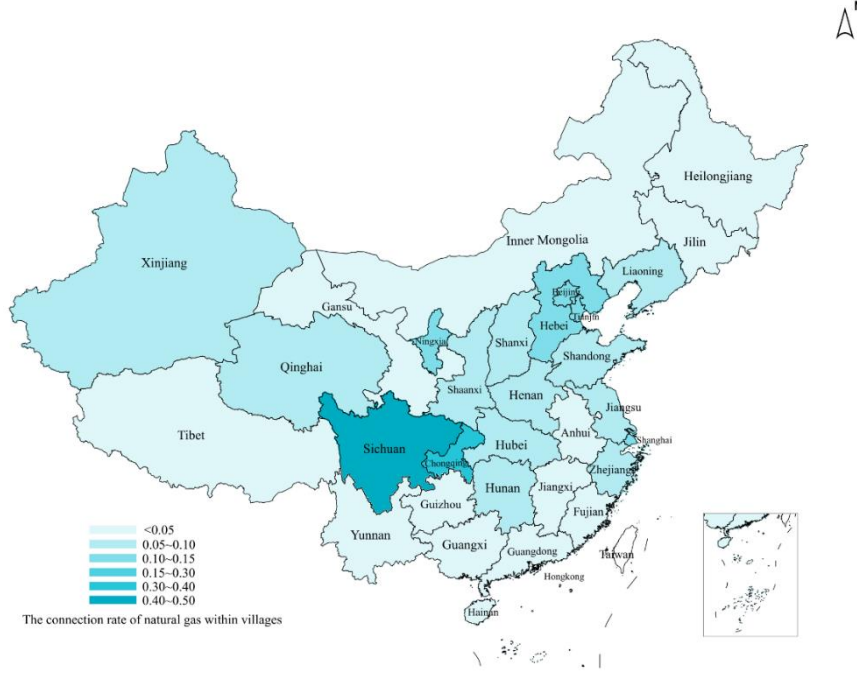 N
Heilongjiang
Inner Mongolia
Jilin
Xinjiang
Liaoning
Beijing
Gansu
Tianjin
Hebei
Ningxia
Shanxi
Qinghai
Shandong
Shaanxi
Henan
Jiangsu
Tibet
Anhui
Sichuan
Hubei
Shanghai
Chongqing
Zhejiang
Hunan
Jiangxi
Guizhou
Fujian
Yunnan
Guangxi
Guangdong
Taiwan
Hongkong
Hainan
<0.05
0.05~0.10
0.10~0.15
0.15~0.30
0.30~0.40
0.40~0.50
The connection rate of natural gas within villages